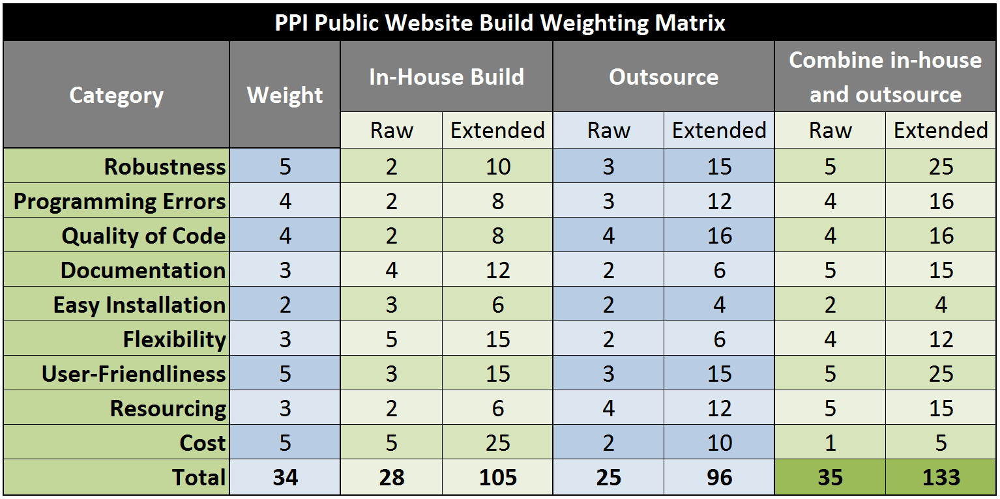 PPI Public Website Build Weighting Matrix
Category Weight In-House Build Outsource Combine in-house
and outsource
Raw Extended Raw Extended Raw Extended
Robustness 5 2 10 3 15 5 25
Programming Errors 4 2 8 3 12 4 16
Quality of Code 4 2 8 4 16 4 16
Documentation 3 4 12 2 6 5 15
Easy Installation 2 3 6 2 4 2 4
Flexibility 3 5 15 2 6 4 12
User-Friendliness 5 3 15 3 15 5 25
Resourcing 3 2 6 4 12 5 15
Cost 5 5 25 2 10 1 5
Total 34 28 105 25 96 35 133